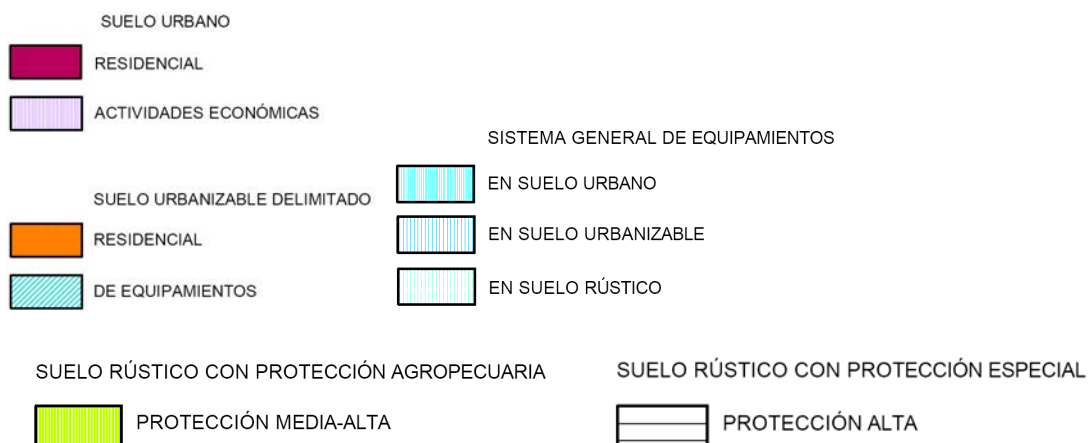 SUELO URBANO
RESIDENCIAL
ACTIVIDADES ECONÓMICAS
SUELO URBANIZABLE DELIMITADO
RESIDENCIAL
DE EQUIPAMIENTOS
SISTEMA GENERAL DE EQUIPAMIENTOS
EN SUELO URBANO
EN SUELO URBANIZABLE
EN SUELO RÚSTICO
SUELO RÚSTICO CON PROTECCIÓN AGROPECUARIA
PROTECCIÓN MEDIA-ALTA
SUELO RÚSTICO CON PROTECCIÓN ESPECIAL
PROTECCIÓN ALTA